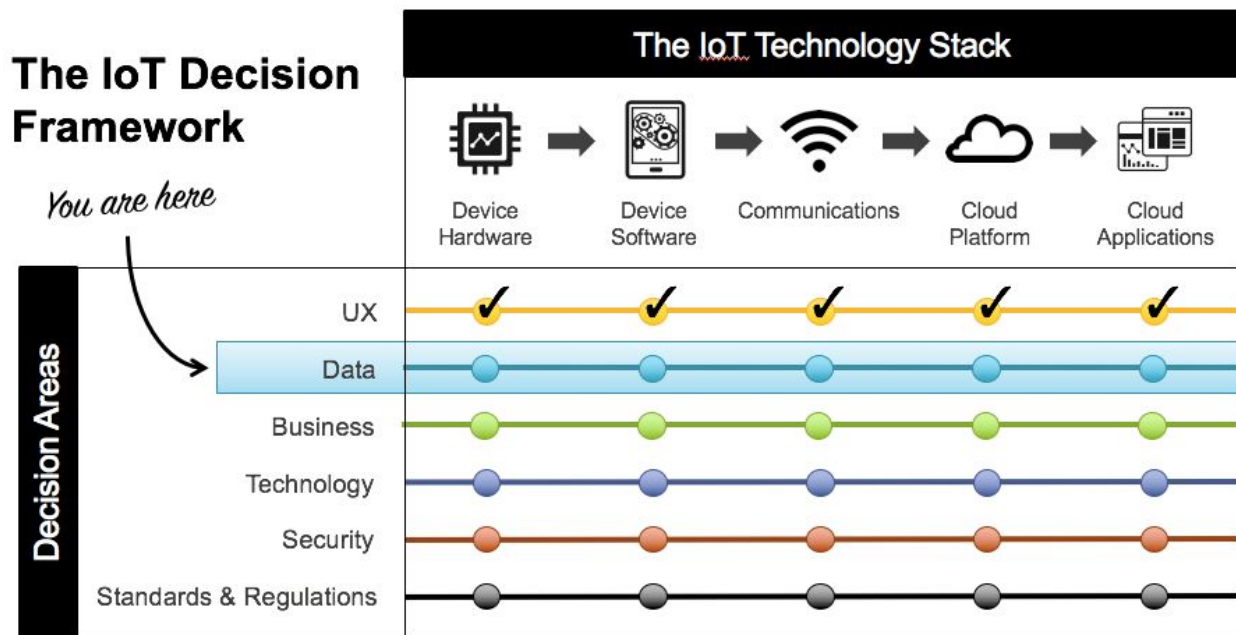 The IoT Technology Stack
The IoT Decision
Framework
You are here
Device
Hardware
Device
Software
Communications
Cloud
Platform
Cloud
Applications
Decision Areas
UX
Data
Business
Technology
Security
Standards & Regulations